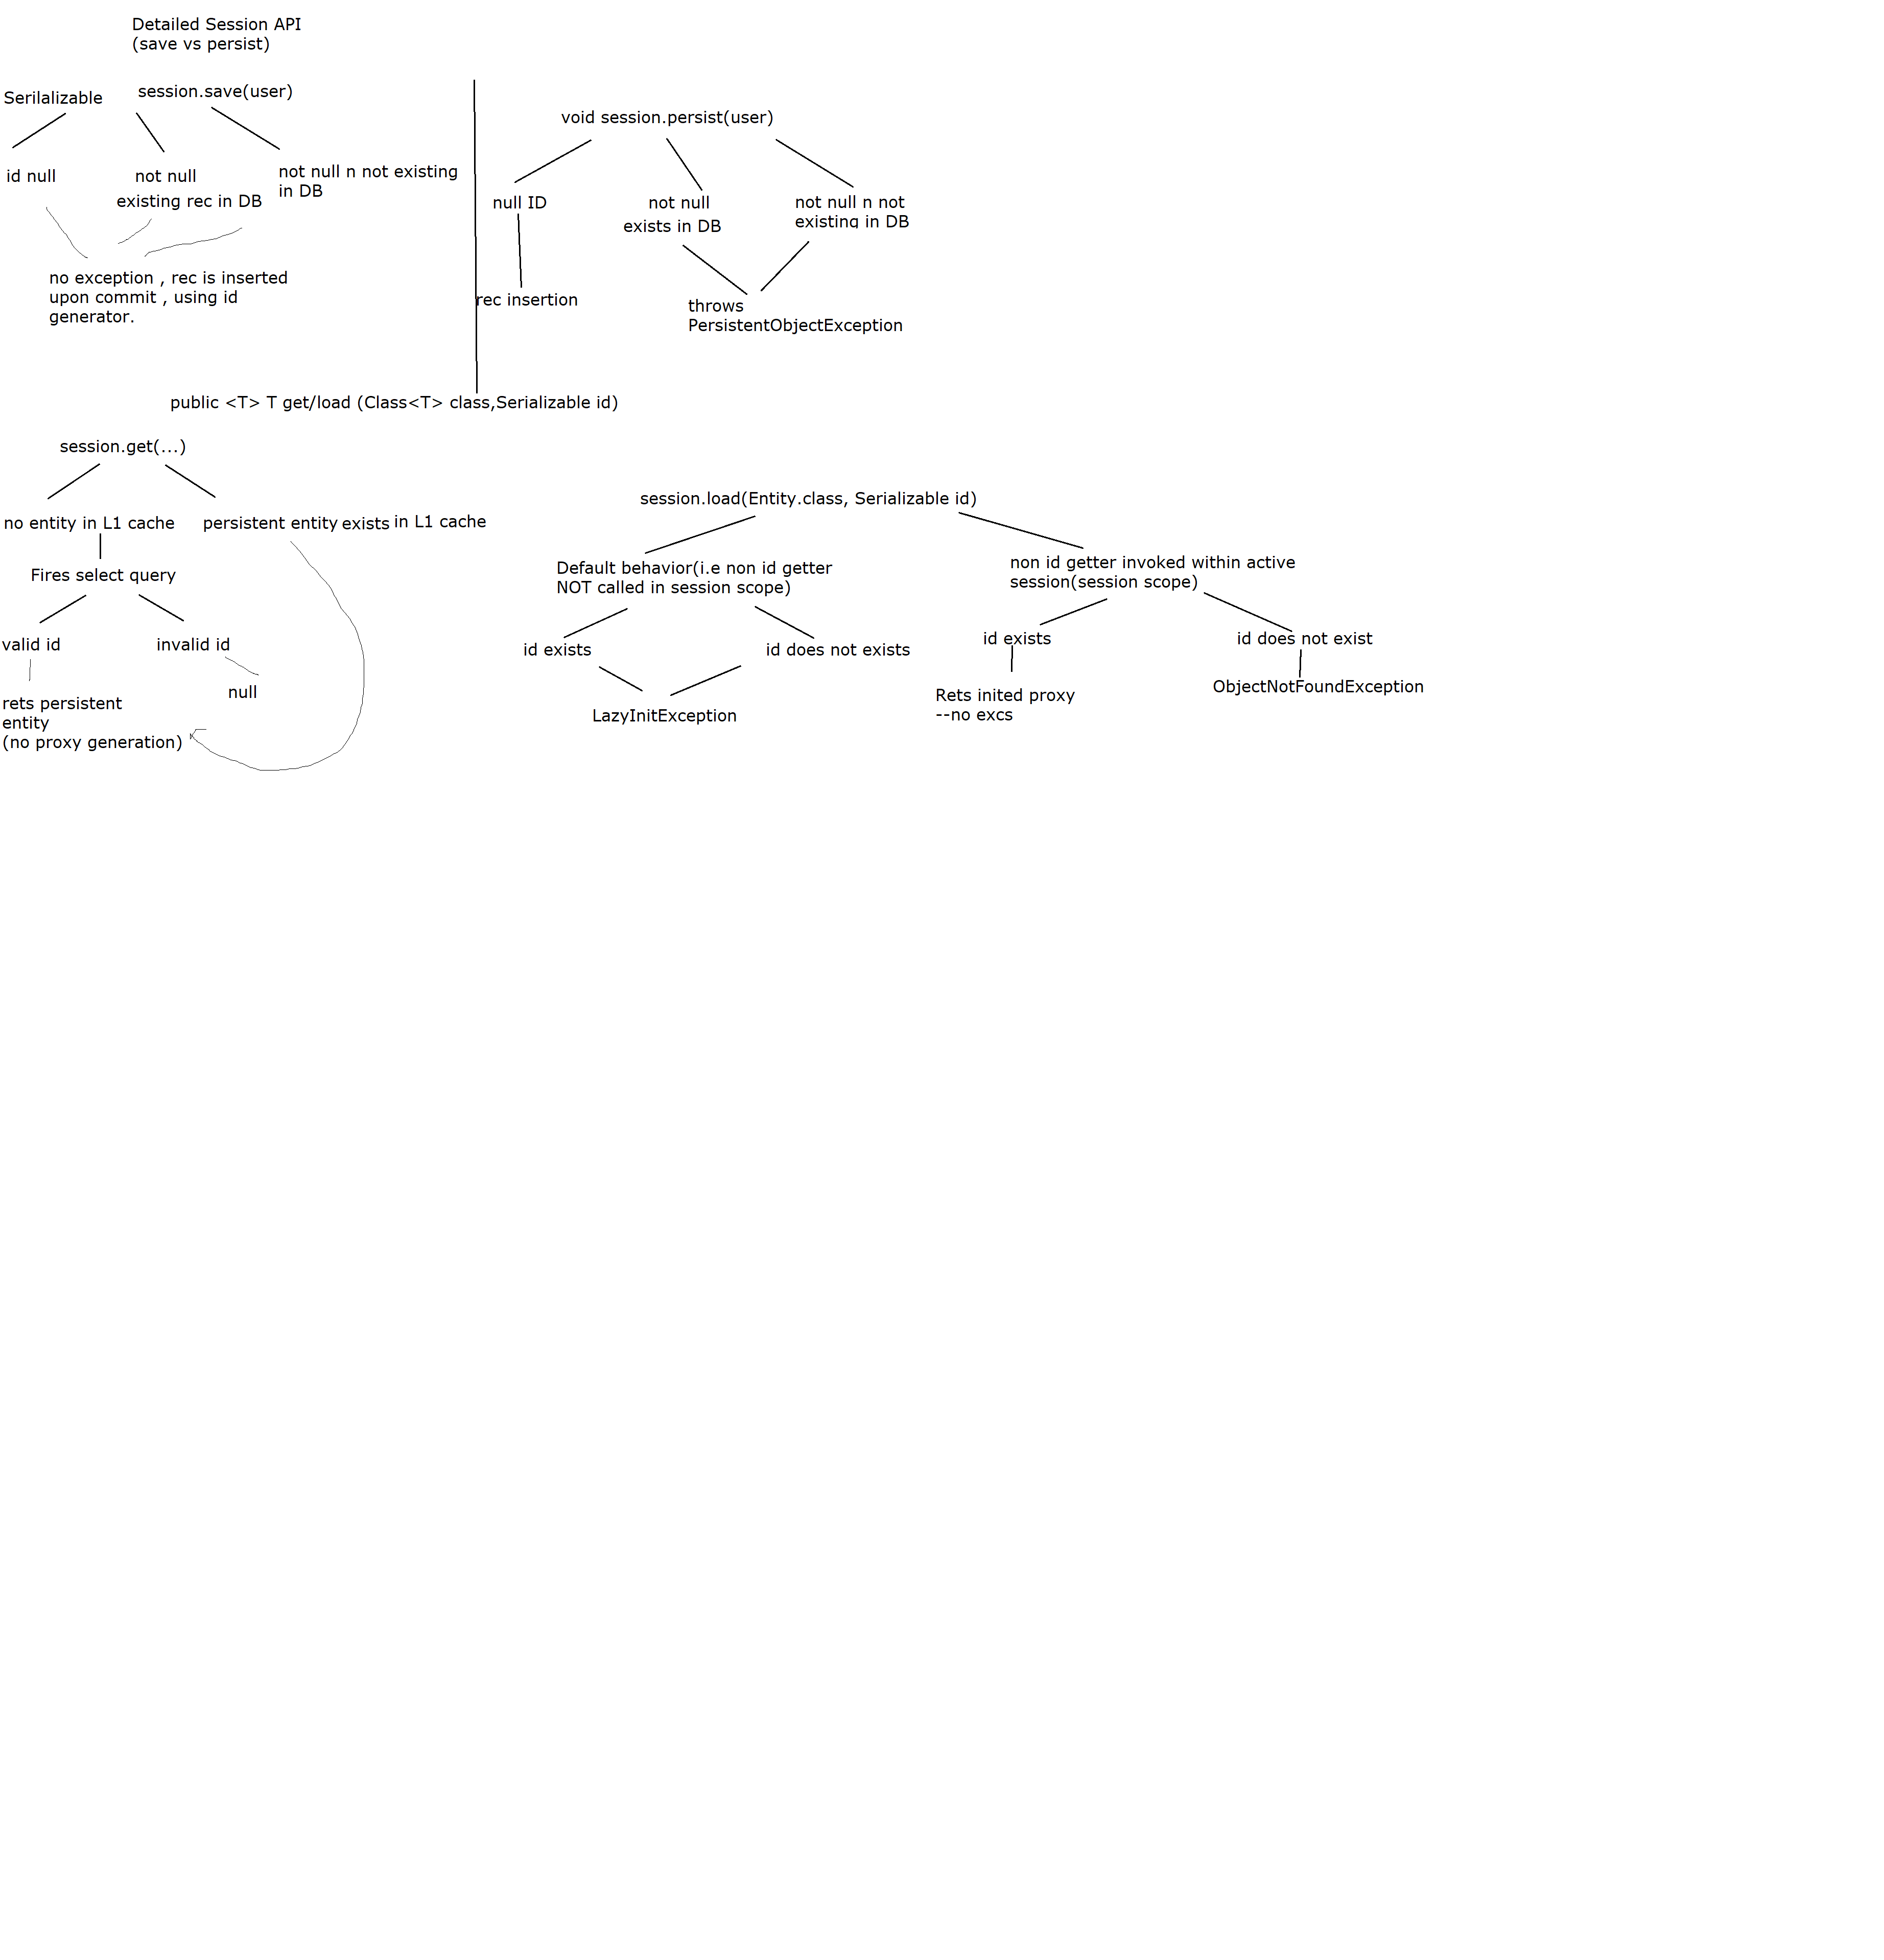 Detailed Session API
(save vs persist)
Serilalizable
session.save(user)
id null
not null
existing rec in DB
not null n not existing
in DB
no exception , rec is inserted
upon commit , using id
generator.
void session.persist(user)
null ID
not null
exists in DB
not null n not
existing in DB
rec insertion
throws
PersistentObjectException
public <T> T get/load (Class<T> class,Serializable id)
session.get(...)
no entity in L1 cache
persistent entity exists in L1 cache
Fires select query
valid id
invalid id
rets persistent
entity
(no proxy generation)
null
session.load(Entity.class, Serializable id)
Default behavior(i.e non id getter
NOT called in session scope)
non id getter invoked within active
session(session scope)
id exists
id does not exists
LazyInitException
id exists
id does not exist
Rets inited proxy
--no excs
ObjectNotFoundException